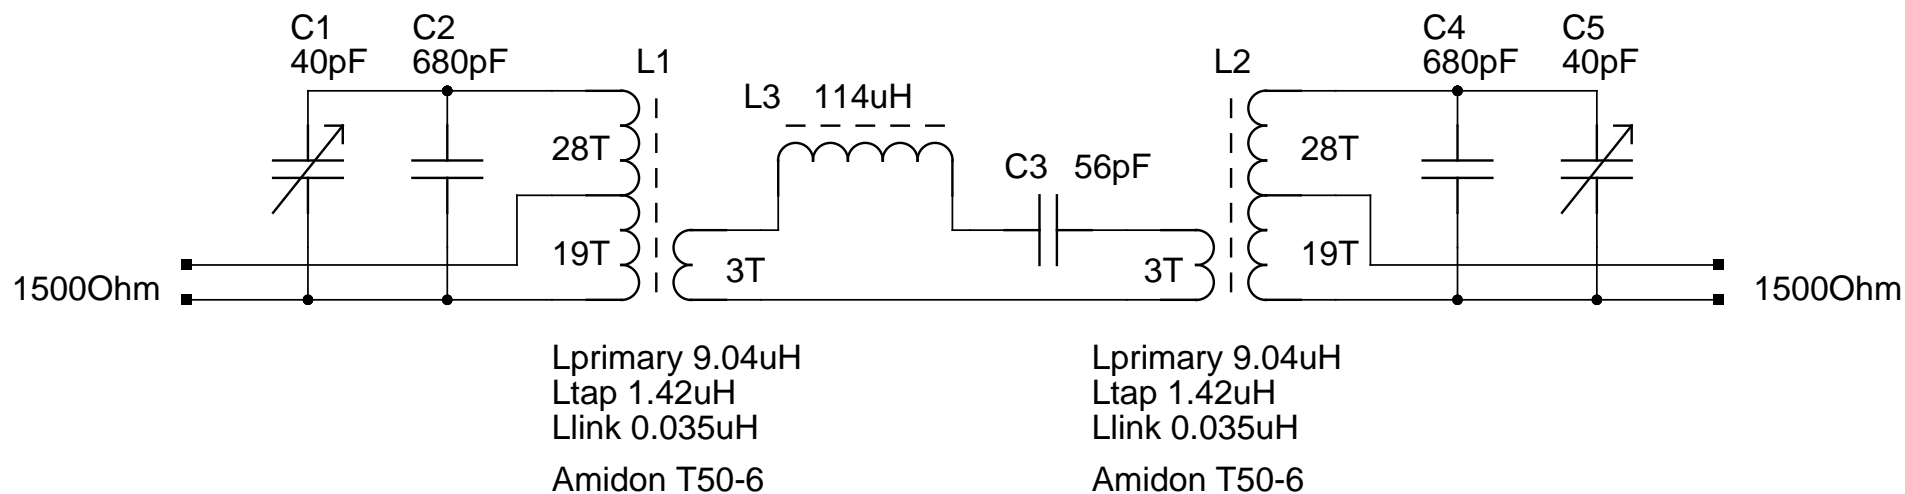 C1
40pF
C2
680pF
L1
L3 114uH
L2
C4
680pF
C5
40pF
28T
C3 56pF
28T
19T
3T
3T
19T
1500Ohm
1500Ohm
Lprimary 9.04uH
Ltap 1.42uH
Llink 0.035uH
Amidon T50-6
Lprimary 9.04uH
Ltap 1.42uH
Llink 0.035uH
Amidon T50-6